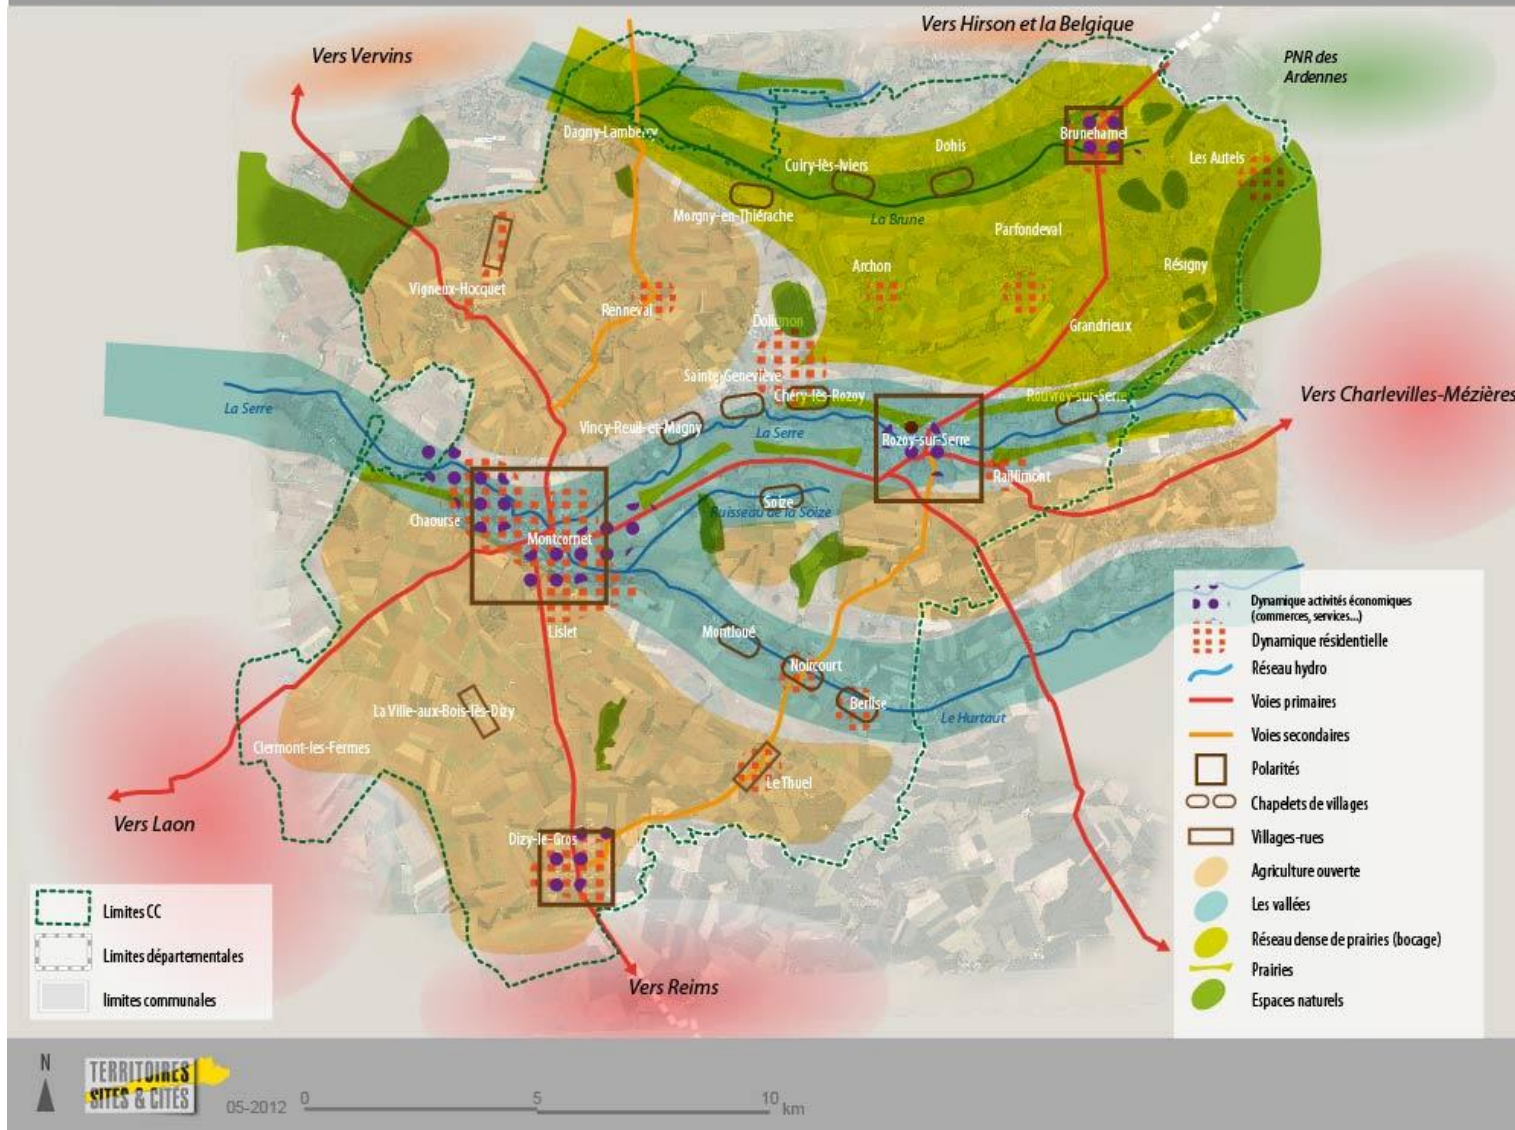 Vers Hirson et la Belgique
Vers Vervins
PNR des
Ardennes
Dagny-Lambercy
Brunehamel
Dohis
Cuiry-lès-Iviers
Les Autels
Morgny-en-Thiérache
La Brune
Parfondeval
Archon
Résigny
Vigneux-Hocquet
Renneval
Dolignon
Grandrieux
Sainte-Geneviève
Chéry-lès-Rozoy
Rouvroy-sur-Serre
Vers Charlevilles-Mézières
La Serre
Vincy-Reuil-et-Magny
La Serre
Rozoy-sur-Serre
Raillimont
Soize
Ruisseau de la Soize
Chaourse
Montcornet
Lislet
Montloué
Noircourt
Berlise
Le Hurtaut
La Ville-aux-Bois-lès-Dizy
Clermont-les-Fermes
Le Thuel
Vers Laon
Dizy-le-Gros
Vers Reims
Dynamique activités économiques
(commerces, services...)
Dynamique résidentielle
Réseau hydro
Voies primaires
Voies secondaires
Polarités
Chapelets de villages
Villages-rues
Agriculture ouverte
Les vallées
Réseau dense de prairies (bocage)
Prairies
Espaces naturels
Limites CC
Limites départementales
limites communales
N
TERRITOIRES
SITES & CITÉS
05-2012
0 5 10 km